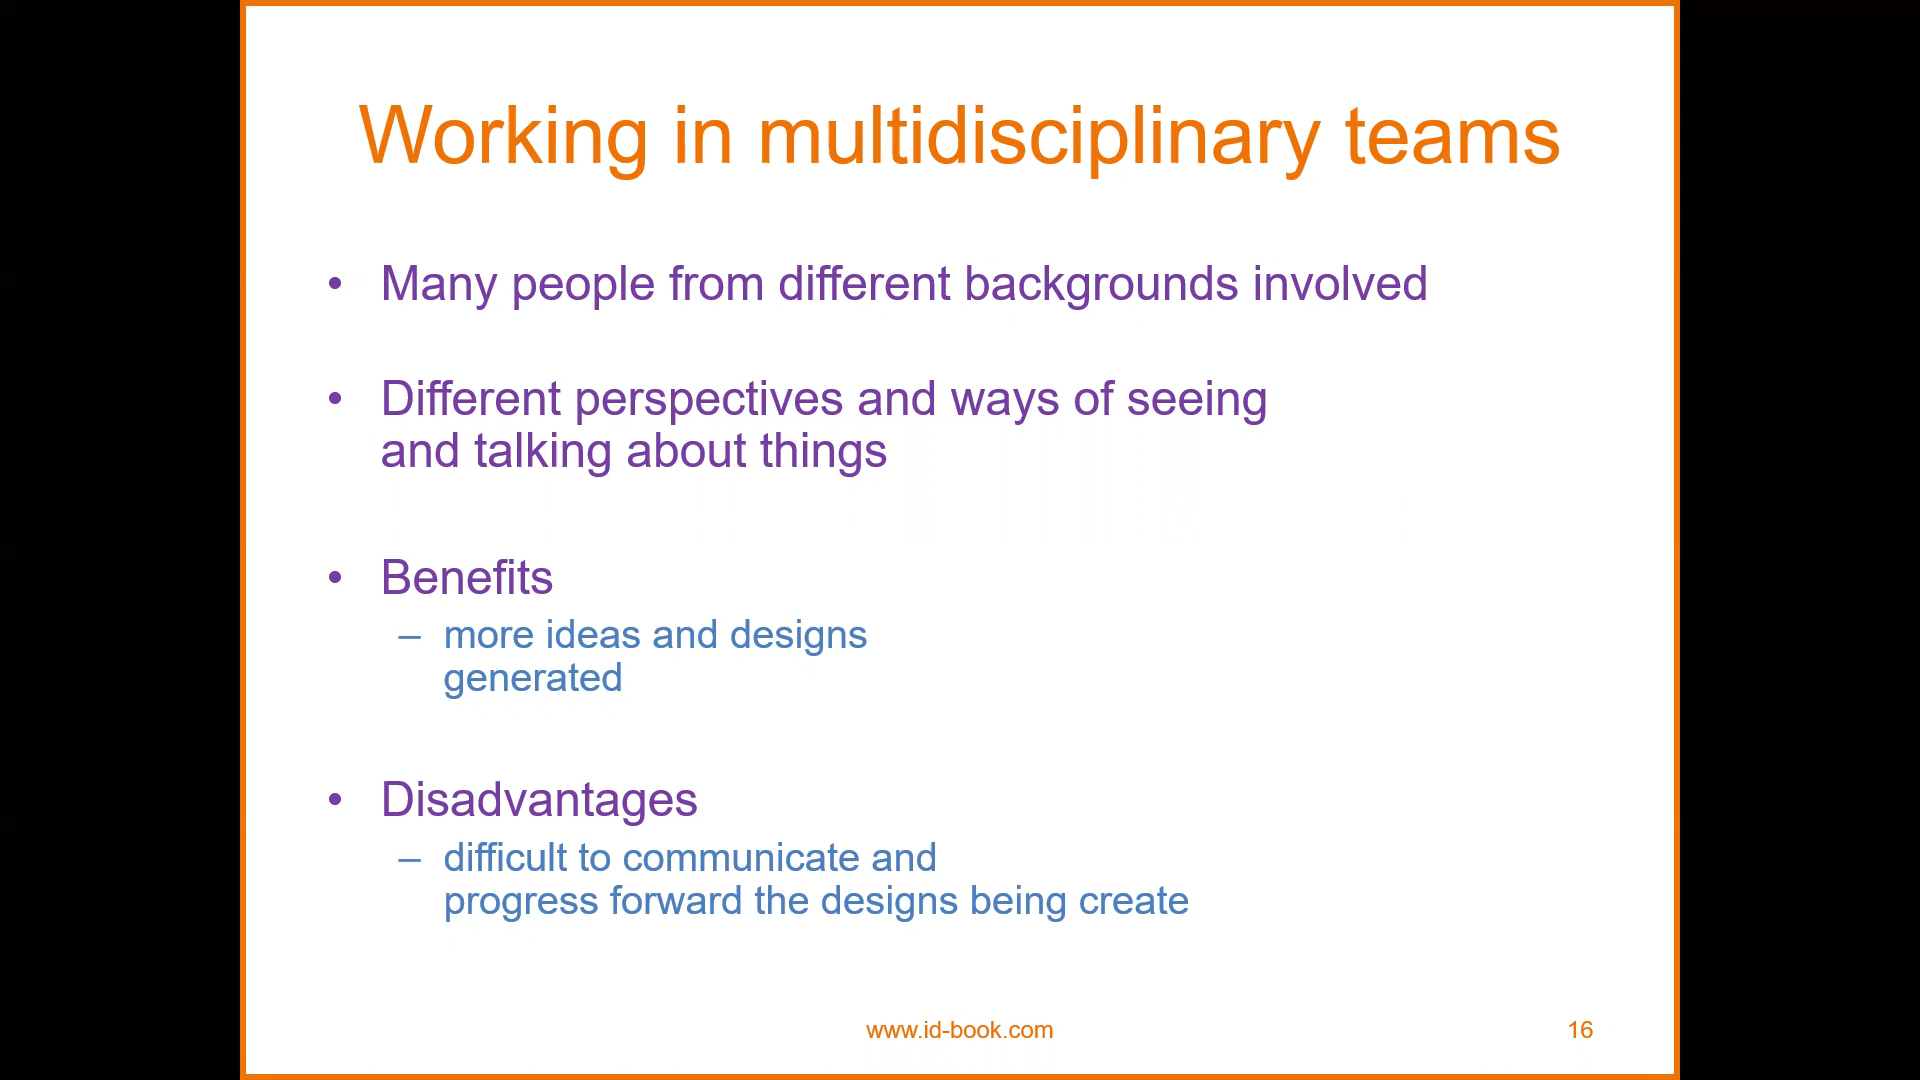 Working in multidisciplinary teams
• Many people from different backgrounds involved
• Different perspectives and ways of seeing
and talking about things
• Benefits
– more ideas and designs
generated
• Disadvantages
– difficult to communicate and
progress forward the designs being create
www.id-book.com
16